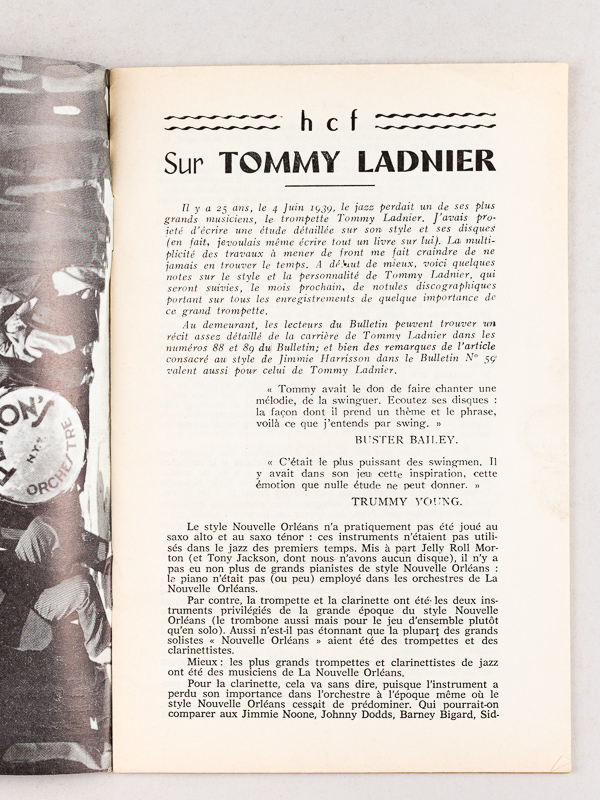 TON'S
N.Y.
ORCHESTRE
h c f
Sur TOMMY LADNIER
Il y a 25 ans, le 4 Juin 1939, le jazz perdait un de ses plus
grands musiciens, le trompette Tommy Ladnier. J'avais pro-
jeté d'écrire une étude détaillée sur son style et ses disques
(en fait, jevoulais même écrire tout un livre sur lui). La multi-
plicité des travaux à mener de front me fait craindre de ne
jamais en trouver le temps. A défaut de mieux, voici quelques
notes sur le style et la personnalité de Tommy Ladnier, qui
seront suivies, le mois prochain, de notules discographiques
portant sur tous les enregistrements de quelque importance de
ce grand trompette.
Au demeurant, les lecteurs du Bulletin peuvent trouver un
récit assez détaillé de la carrière de Tommy Ladnier dans les
numéros 88 et 89 du Bulletin; et bien des remarques de l'article
consacré au style de Jimmie Harrisson dans le Bulletin N° 59
valent aussi pour celui de Tommy Ladnier.
« Tommy avait le don de faire chanter une
mélodie, de la swinguer. Ecoutez ses disques :
la façon dont il prend un thème et le phrase,
voilà ce que j'entends par swing. »
BUSTER BAILEY.
« C'était le plus puissant des swingmen. Il
y avait dans son jeu cette inspiration, cette
émotion que nulle étude ne peut donner. »
TRUMMY YOUNG.
Le style Nouvelle Orléans n'a pratiquement pas été joué au
saxo alto et au saxo ténor : ces instruments n'étaient pas utili-
sés dans le jazz des premiers temps. Mis à part Jelly Roll Mor-
ton (et Tony Jackson, dont nous n'avons aucun disque), il n'y a
pas eu non plus de grands pianistes de style Nouvelle Orléans :
le piano n'était pas (ou peu) employé dans les orchestres de La
Nouvelle Orléans.
Par contre, la trompette et la clarinette ont été les deux ins-
truments privilégiés de la grande époque du style Nouvelle
Orléans (le trombone aussi mais pour le jeu d'ensemble plutôt
qu'en solo). Aussi n'est-il pas étonnant que la plupart des grands
solistes « Nouvelle Orléans » aient été des trompettes et des
clarinettistes.
Mieux : les plus grands trompettes et clarinettistes de jazz
ont été des musiciens de La Nouvelle Orléans.
Pour la clarinette, cela va sans dire, puisque l'instrument a
perdu son importance dans l'orchestre à l'époque même où le
style Nouvelle Orléans cessait de prédominer. Qui pourrait-on
comparer aux Jimmie Noone, Johnny Dodds, Barney Bigard, Sid-